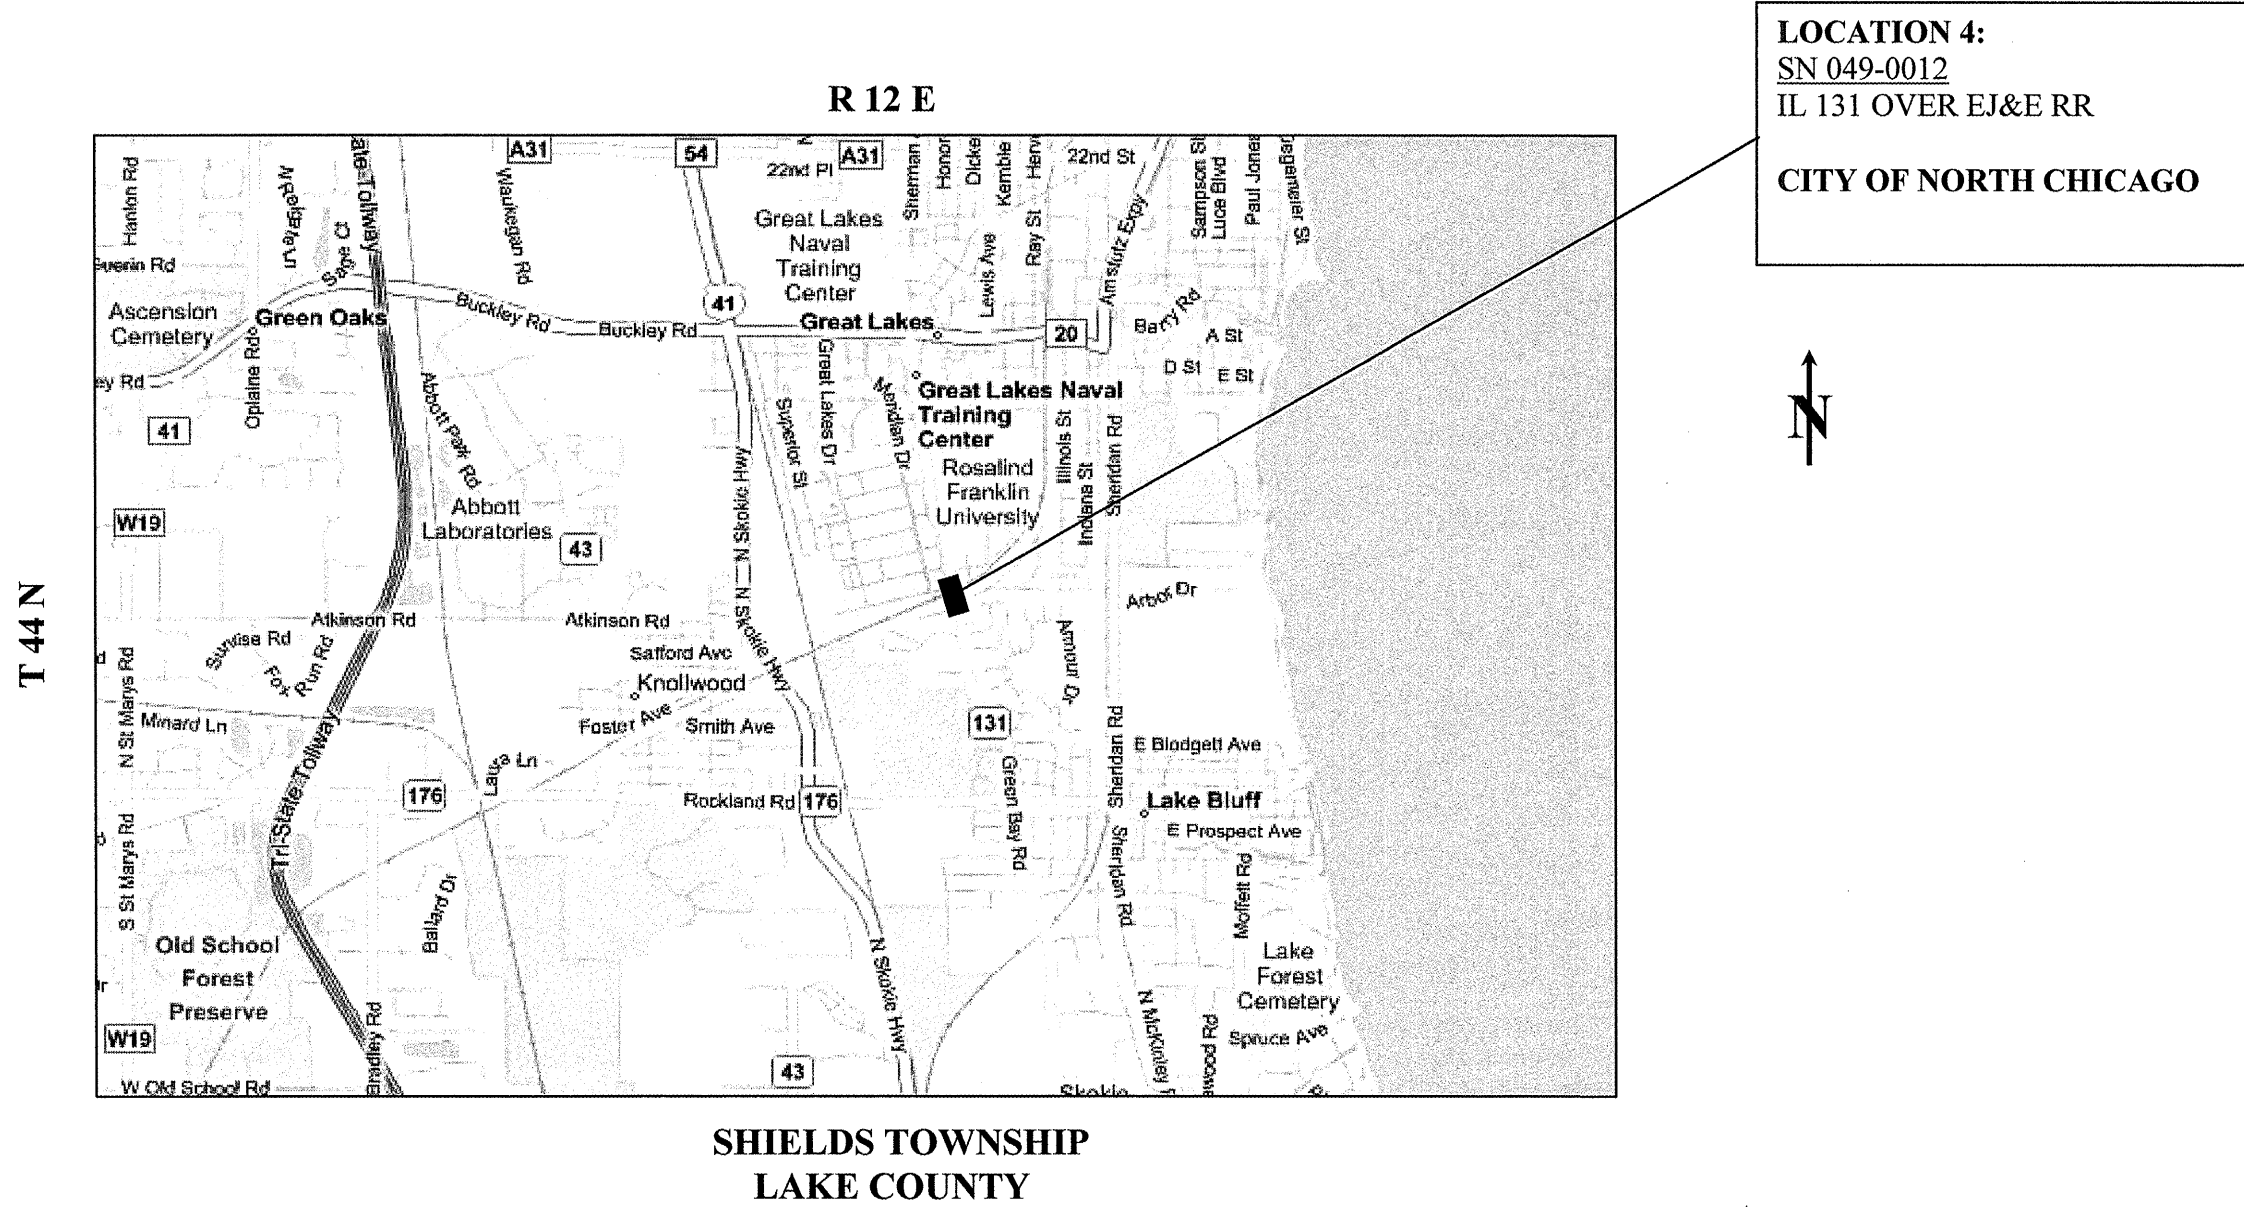 LOCATION 4:
SN 049-0012
IL 131 OVER EJ&E RR
CITY OF NORTH CHICAGO
R 12 E
T 44 N
N
Hanlon Rd
Sage Ct
A31
Waukegan Rd
54
22nd Pl
A31
Sherman
Honor
Dicke
Kemble
Herv
22nd St
Sampson St
Luce Blvd
Paul Jones
Great Lakes
Naval
Training
Center
Lewis Ave
Ray St
Amstutz Expy
Ascension
Cemetery
Green Oaks
Buckley Rd
Buckley Rd
41
Great Lakes
20
Barry Rd
A St
D St
E St
ey Rd
Oplaine Rd
41
Abbott Park Rd
Superior St
Great Lakes Dr
Meridian Dr
Great Lakes Naval
Training
Center
Rosalind
Franklin
University
Illinois St
Indiana St
Sheridan Rd
W19
Abbott
Laboratories
43
N Skokie Hwy
N Skokie Hwy
Arbor Dr
Atkinson Rd
Atkinson Rd
Sunrise Rd
Fox Run Rd
Safford Ave
Knollwood
Foster Ave
Smith Ave
Armour Dr
N St Marys Rd
Minard Ln
Tri-State Tollway
131
Sheridan Rd
E Blodgett Ave
Laura Ln
176
Rockland Rd
176
Green Bay Rd
Lake Bluff
E Prospect Ave
S St Marys Rd
Ballard Dr
Sheridan Rd
Moffett Rd
Old School
Forest
Preserve
N Skokie Hwy
Lake
Forest
Cemetery
N McKinley
Spruce Ave
W19
Bradley Rd
43
ewood Rd
W Old School Rd
Skokie
SHIELDS TOWNSHIP
LAKE COUNTY